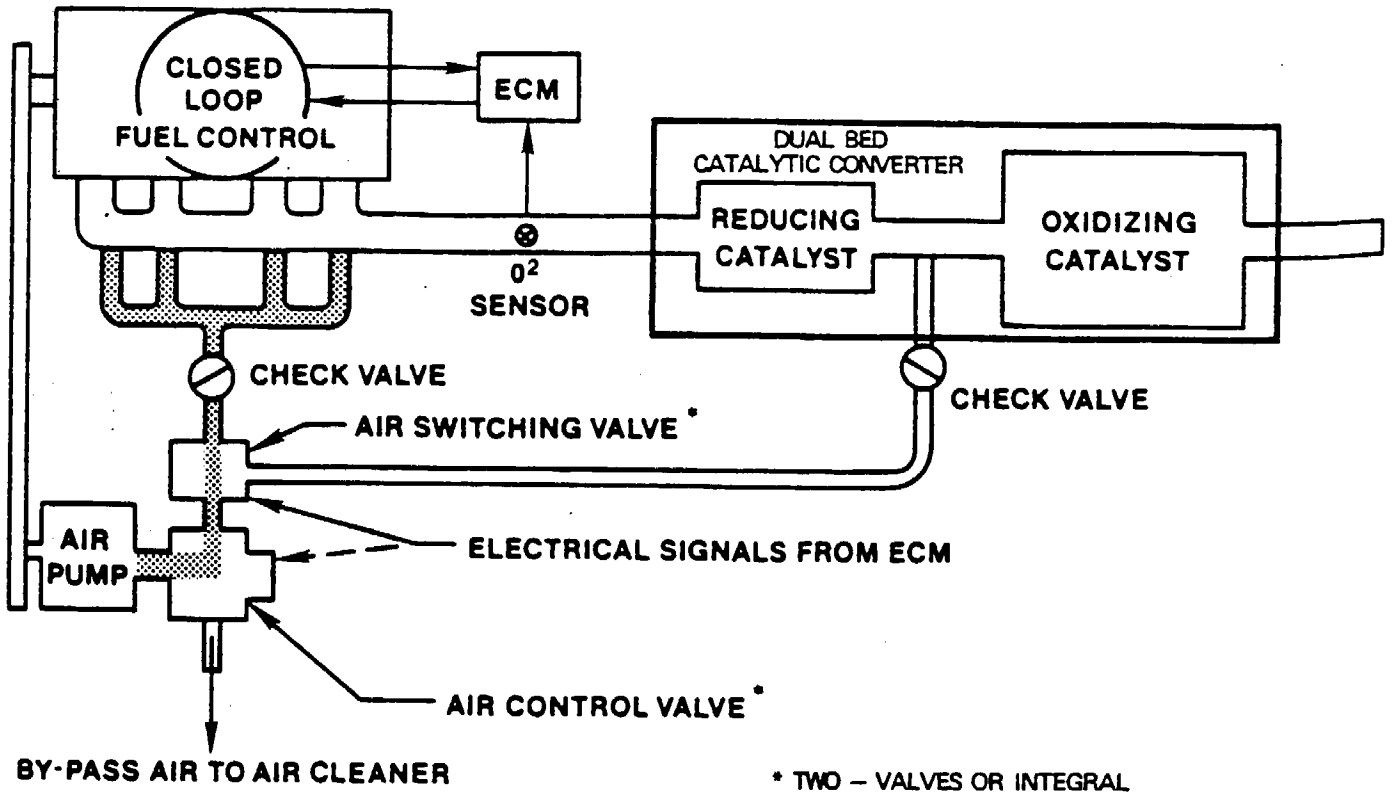 CLOSED
LOOP
FUEL CONTROL
ECM
DUAL BED
CATALYTIC CONVERTER
REDUCING
CATALYST
OXIDIZING
CATALYST
O²
SENSOR
CHECK VALVE
CHECK VALVE
AIR SWITCHING VALVE *
AIR
PUMP
ELECTRICAL SIGNALS FROM ECM
AIR CONTROL VALVE *
BY-PASS AIR TO AIR CLEANER
* TWO – VALVES OR INTEGRAL